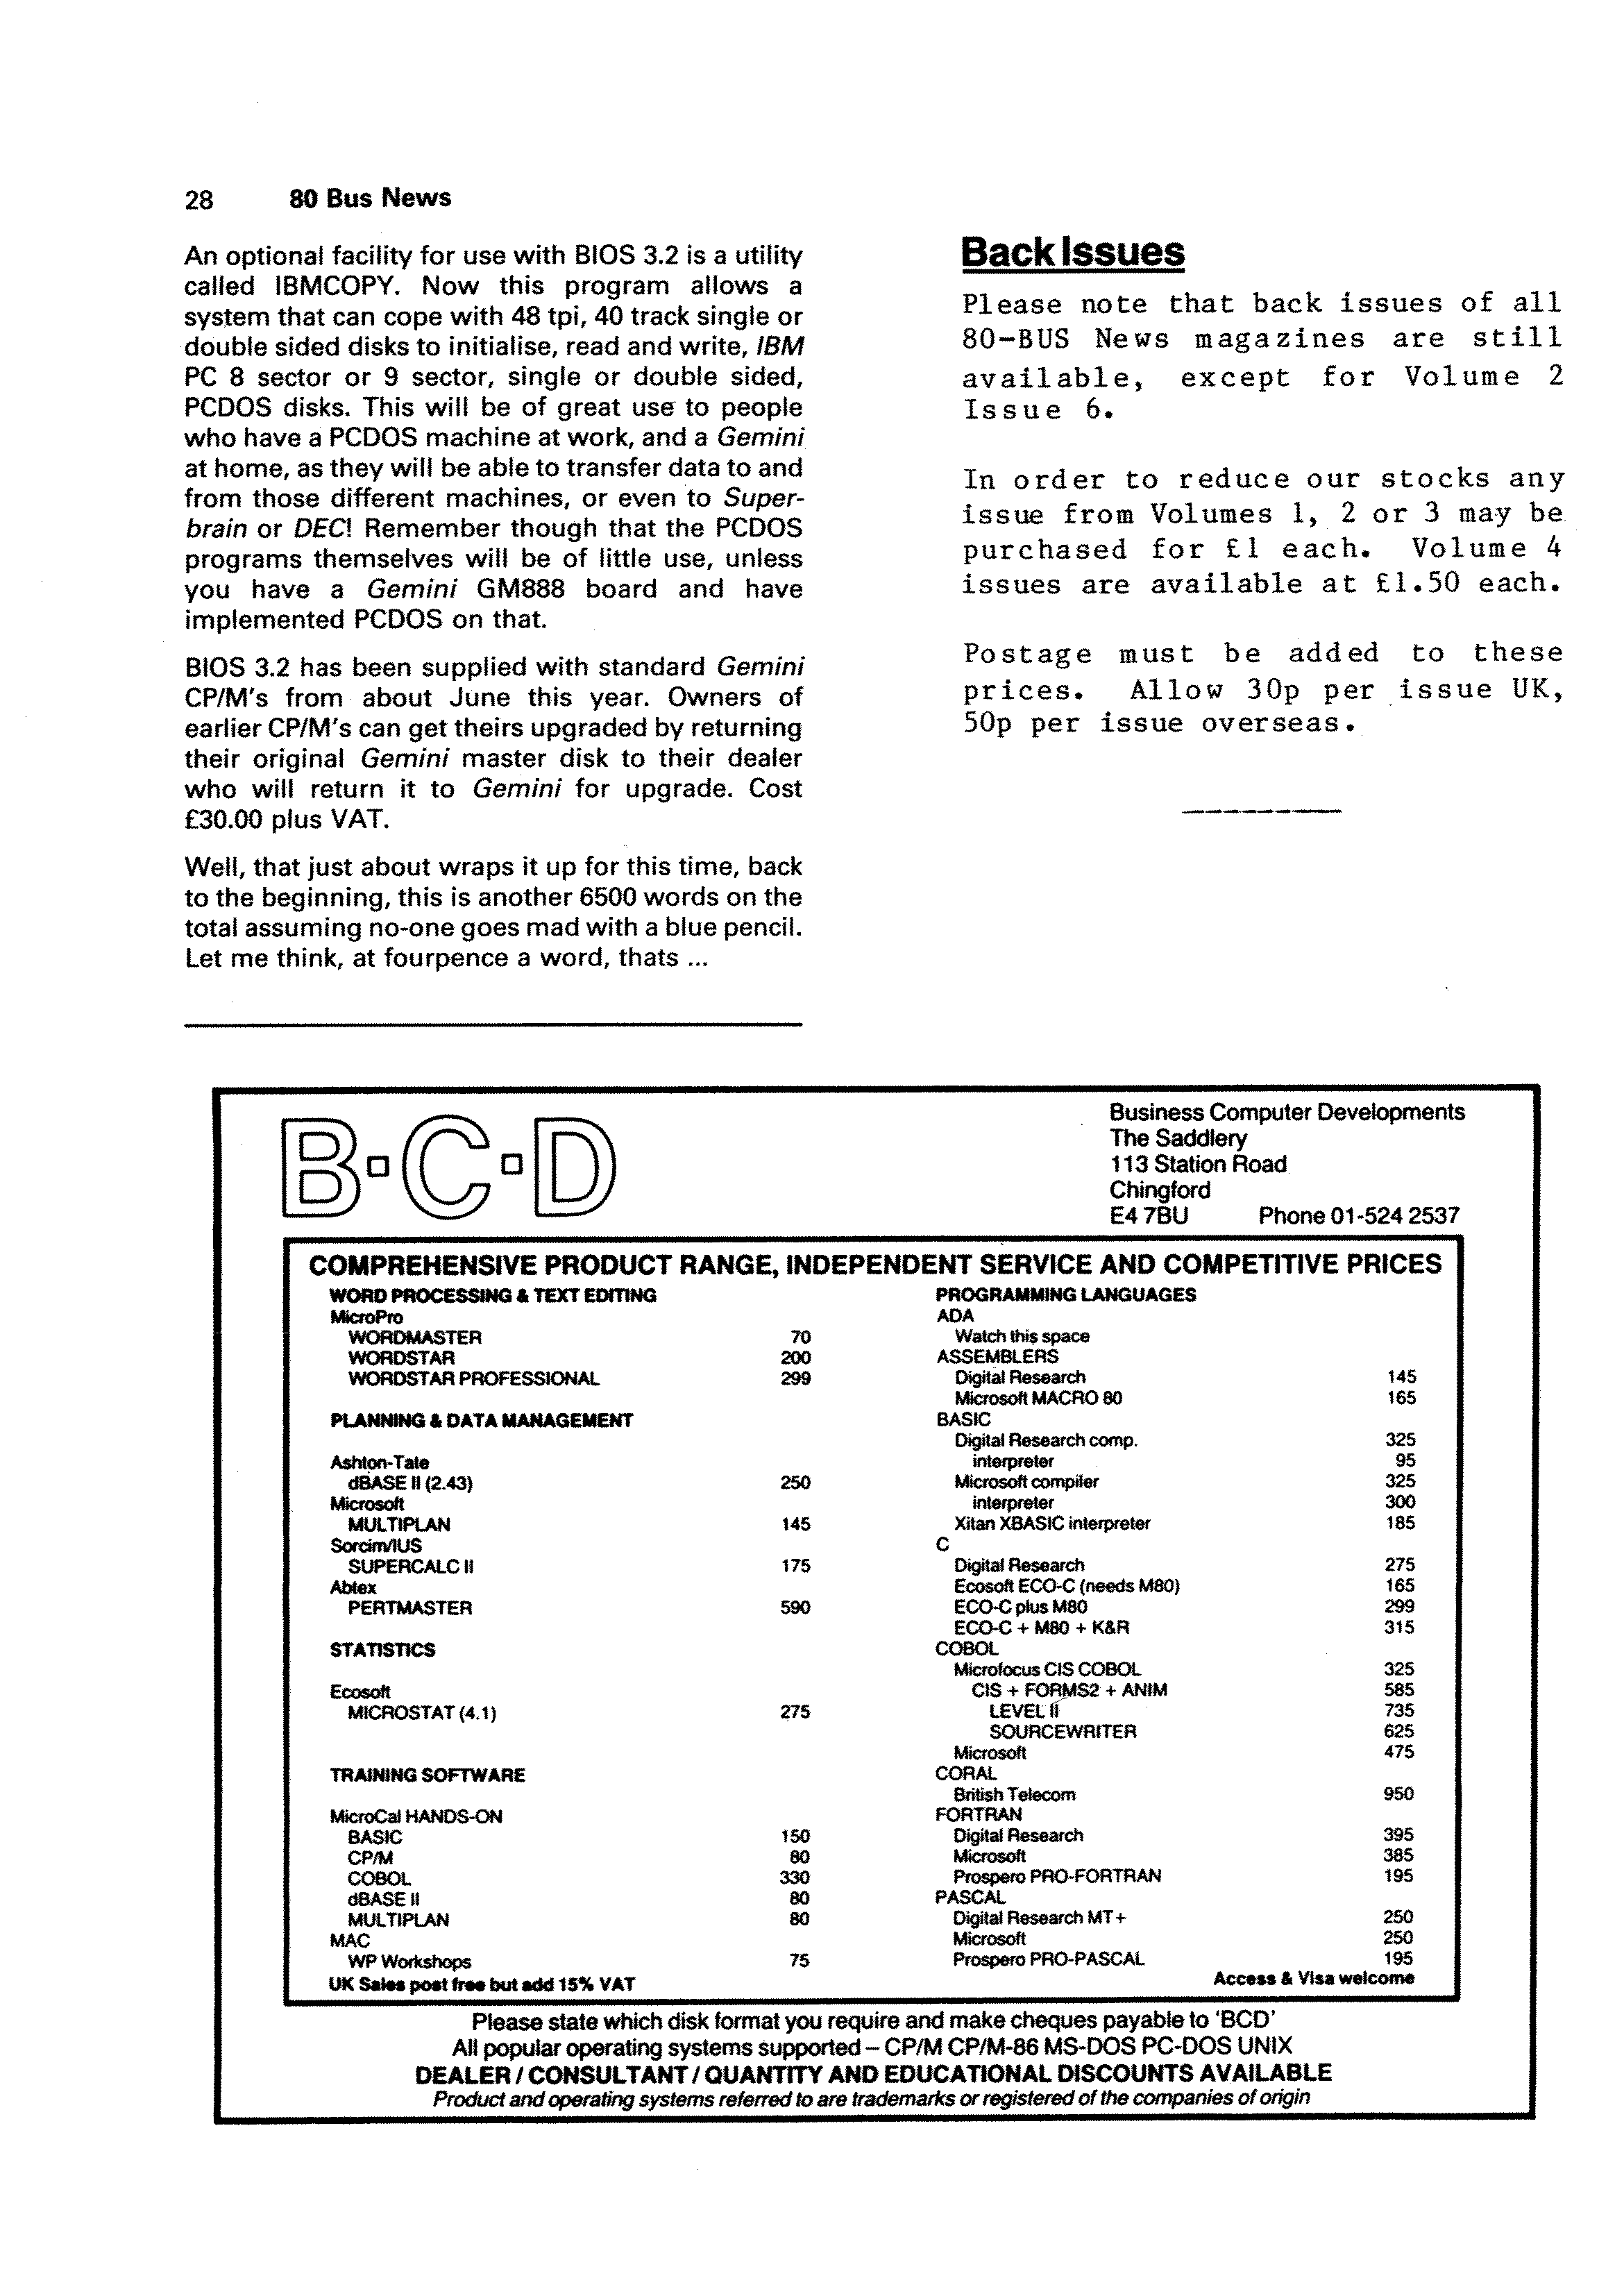 28 80 Bus News
An optional facility for use with BIOS 3.2 is a utility
called IBMCOPY. Now this program allows a
system that can cope with 48 tpi, 40 track single or
double sided disks to initialise, read and write, IBM
PC 8 sector or 9 sector, single or double sided,
PCDOS disks. This will be of great use to people
who have a PCDOS machine at work, and a Gemini
at home, as they will be able to transfer data to and
from those different machines, or even to Super-
brain or DEC! Remember though that the PCDOS
programs themselves will be of little use, unless
you have a Gemini GM888 board and have
implemented PCDOS on that.
BIOS 3.2 has been supplied with standard Gemini
CP/M's from about June this year. Owners of
earlier CP/M's can get theirs upgraded by returning
their original Gemini master disk to their dealer
who will return it to Gemini for upgrade. Cost
£30.00 plus VAT.
Well, that just about wraps it up for this time, back
to the beginning, this is another 6500 words on the
total assuming no-one goes mad with a blue pencil.
Let me think, at fourpence a word, thats ...
Back Issues
Please note that back issues of all
80-BUS News magazines are still
available, except for Volume 2
Issue 6.
In order to reduce our stocks any
issue from Volumes 1, 2 or 3 may be
purchased for £1 each. Volume 4
issues are available at £1.50 each.
Postage must be added to these
prices. Allow 30p per issue UK,
50p per issue overseas.
B·C·D
Business Computer Developments
The Saddlery
113 Station Road
Chingford
E4 7BU Phone 01-524 2537
COMPREHENSIVE PRODUCT RANGE, INDEPENDENT SERVICE AND COMPETITIVE PRICES
WORD PROCESSING & TEXT EDITING
MicroPro
WORDMASTER 70
WORDSTAR 200
WORDSTAR PROFESSIONAL 299
PLANNING & DATA MANAGEMENT
Ashton-Tate
dBASE II (2.43) 250
Microsoft
MULTIPLAN 145
Sorcim/IUS
SUPERCALC II 175
Abtex
PERTMASTER 590
STATISTICS
Ecosoft
MICROSTAT (4.1) 275
TRAINING SOFTWARE
MicroCal HANDS-ON
BASIC 150
CP/M 80
COBOL 330
dBASE II 80
MULTIPLAN 80
MAC
WP Workshops 75
UK Sales post free but add 15% VAT
PROGRAMMING LANGUAGES
ADA
Watch this space
ASSEMBLERS
Digital Research 145
Microsoft MACRO 80 165
BASIC
Digital Research comp. 325
interpreter 95
Microsoft compiler 325
interpreter 300
Xitan XBASIC interpreter 185
C
Digital Research 275
Ecosoft ECO-C (needs M80) 165
ECO-C plus M80 299
ECO-C + M80 + K&R 315
COBOL
Microfocus CIS COBOL 325
CIS + FORMS2 + ANIM 585
LEVEL II 735
SOURCEWRITER 625
Microsoft 475
CORAL
British Telecom 950
FORTRAN
Digital Research 395
Microsoft 385
Prospero PRO-FORTRAN 195
PASCAL
Digital Research MT+ 250
Microsoft 250
Prospero PRO-PASCAL 195
Access & Visa welcome
Please state which disk format you require and make cheques payable to 'BCD'
All popular operating systems supported – CP/M CP/M-86 MS-DOS PC-DOS UNIX
DEALER / CONSULTANT / QUANTITY AND EDUCATIONAL DISCOUNTS AVAILABLE
Product and operating systems referred to are trademarks or registered of the companies of origin